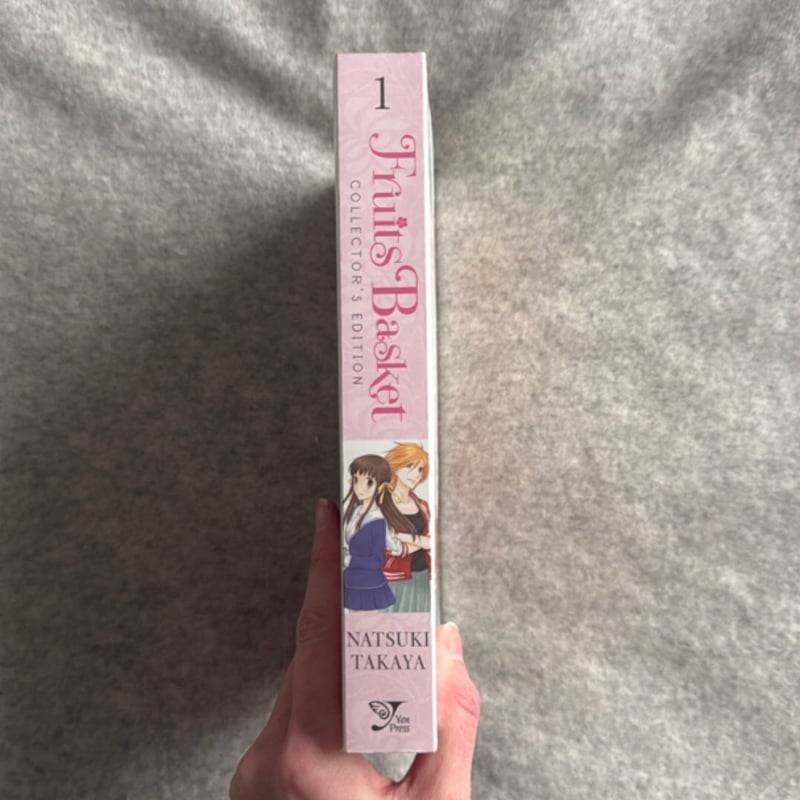 1
Fruits Basket
COLLECTOR'S EDITION
NATSUKI
TAKAYA
Yen
Press